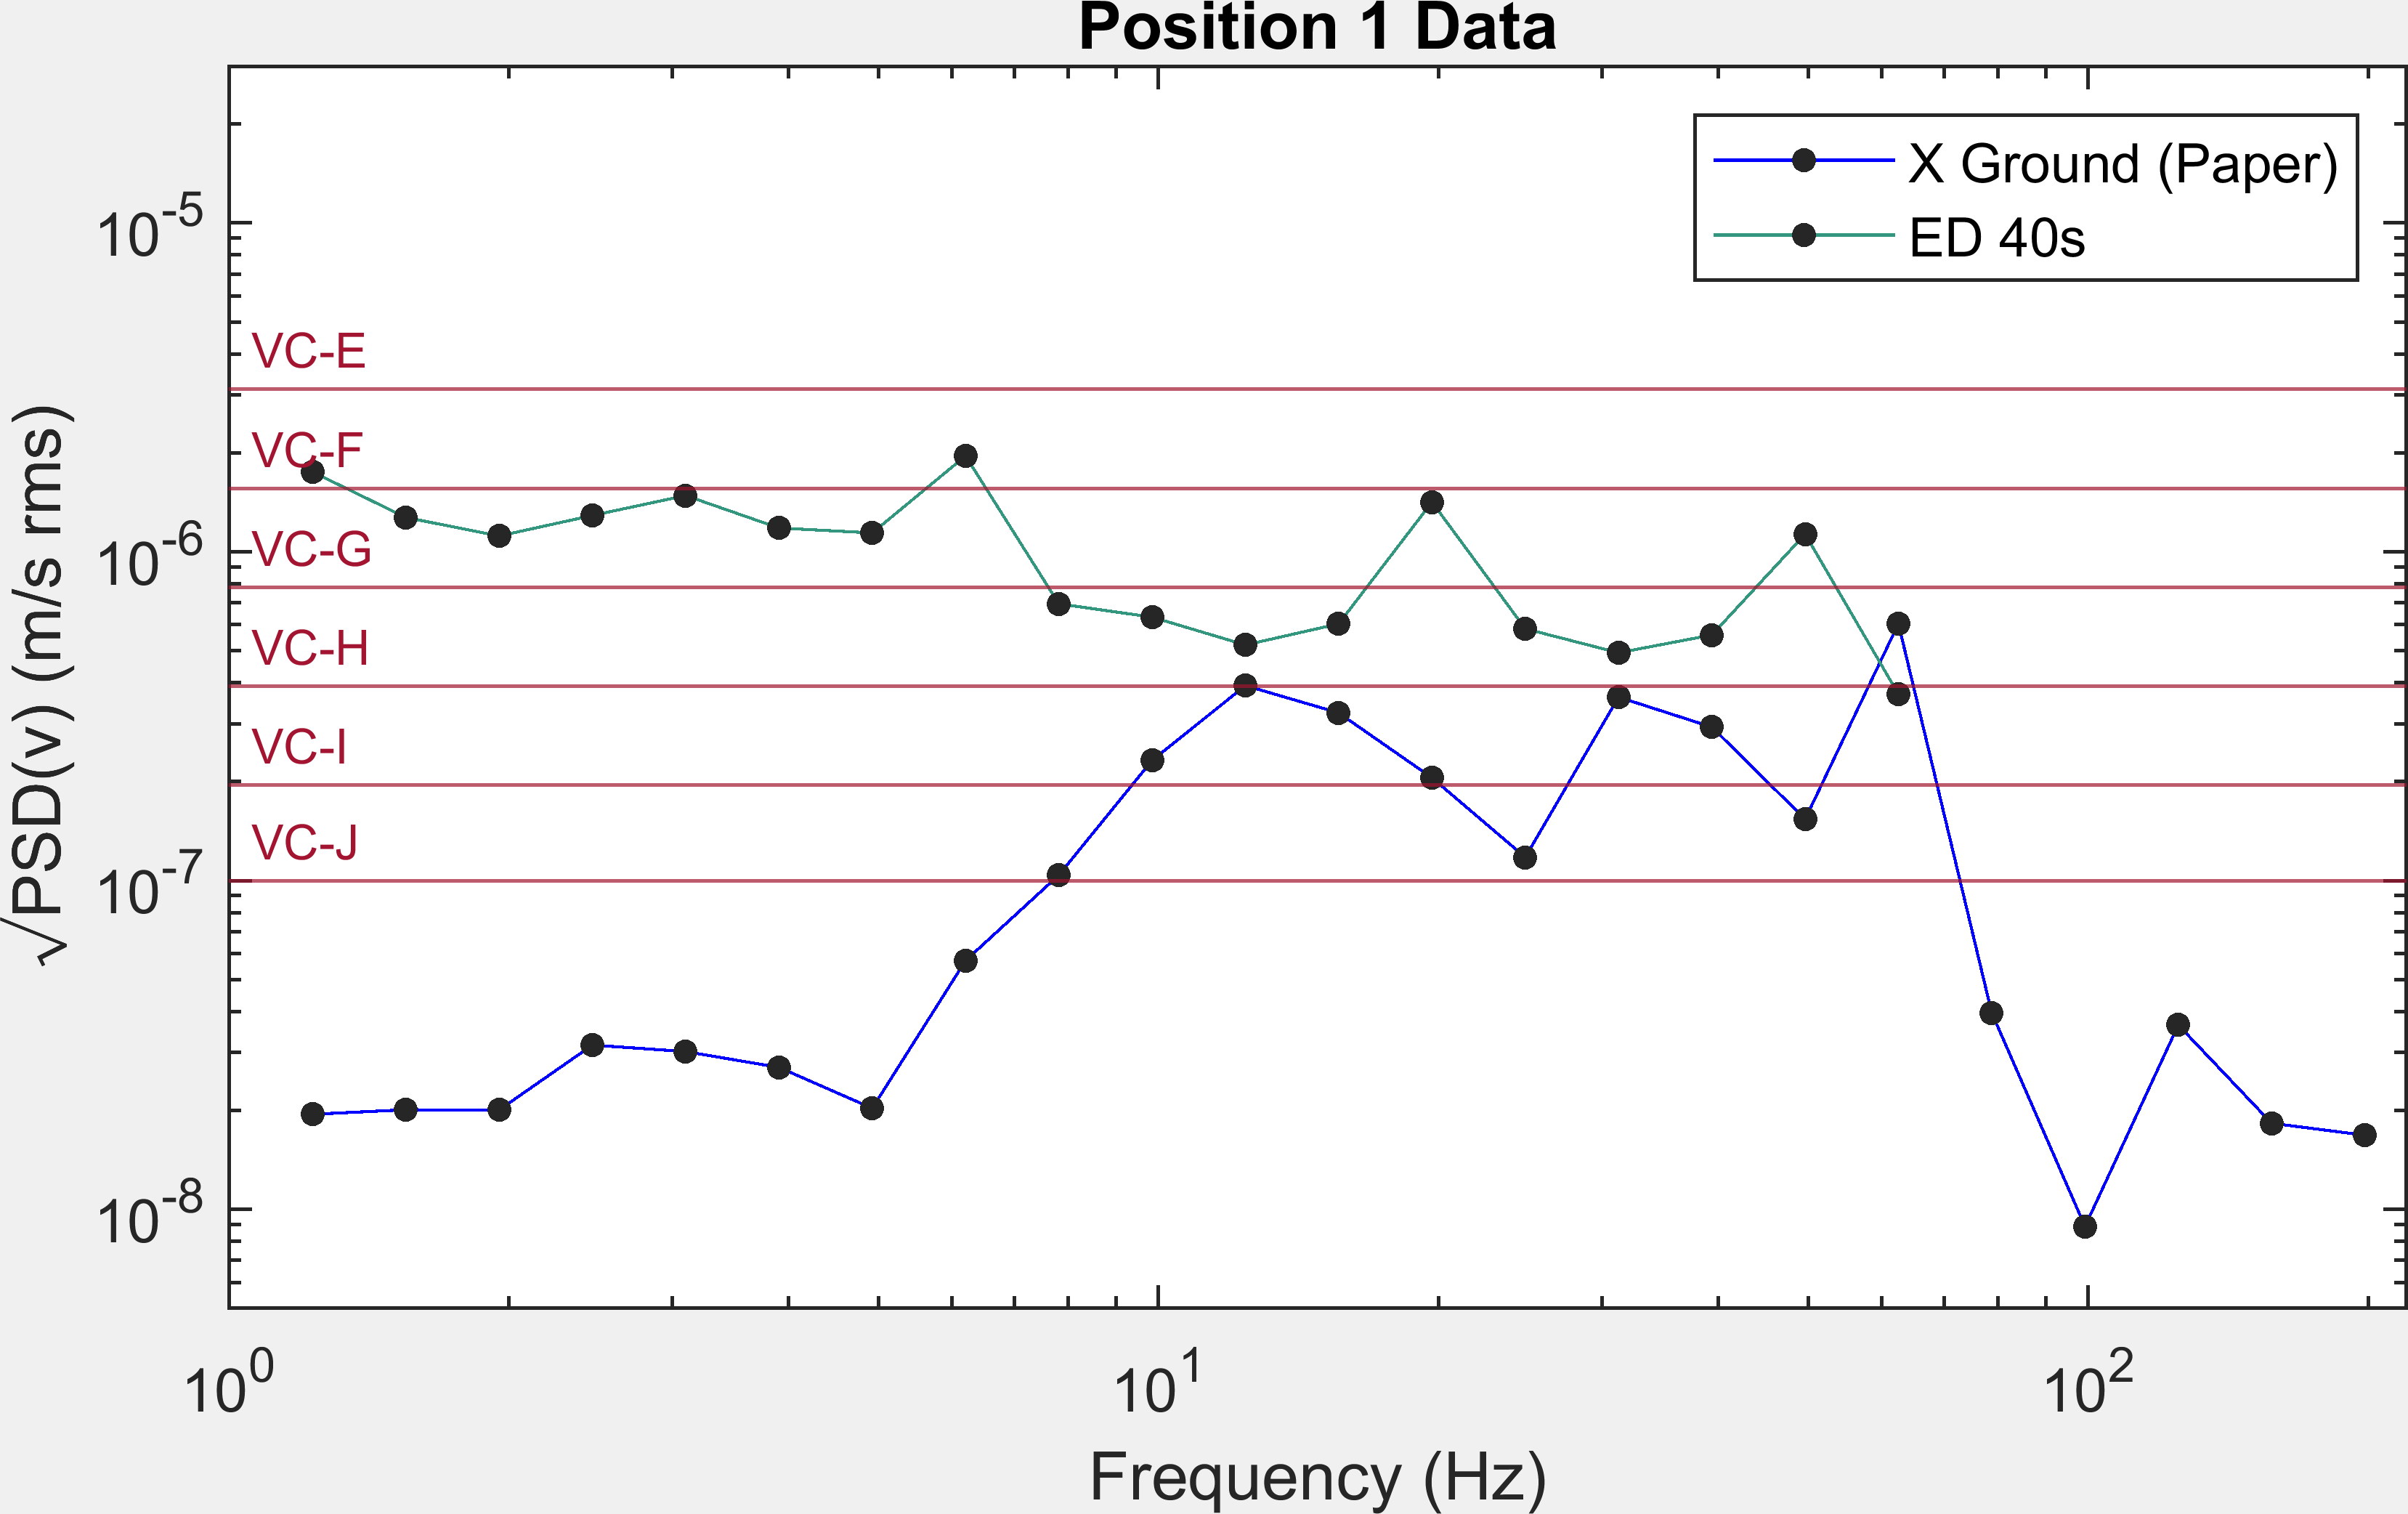 Position 1 Data
X Ground (Paper)
ED 40s
10^-5
VC-E
VC-F
10^-6
VC-G
VC-H
VC-I
VC-J
10^-7
10^-8
√PSD(v) (m/s rms)
10^0
10^1
10^2
Frequency (Hz)